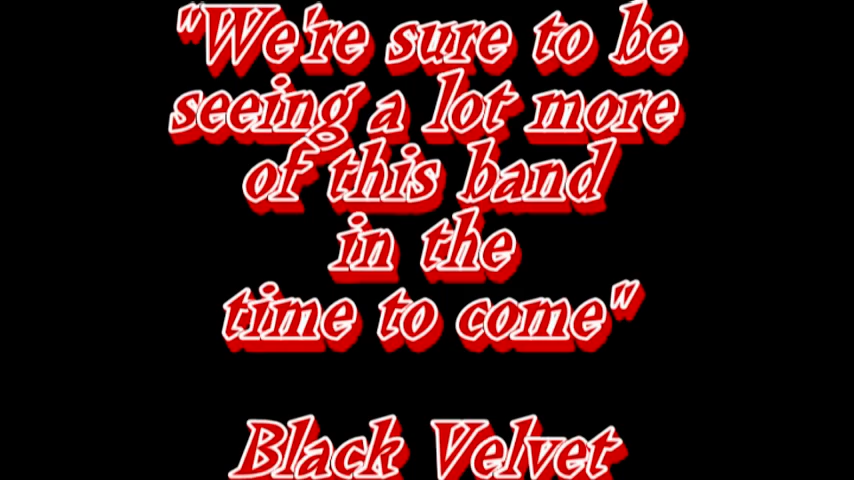 "We're sure to be
seeing a lot more
of this band
in the
time to come"
Black Velvet